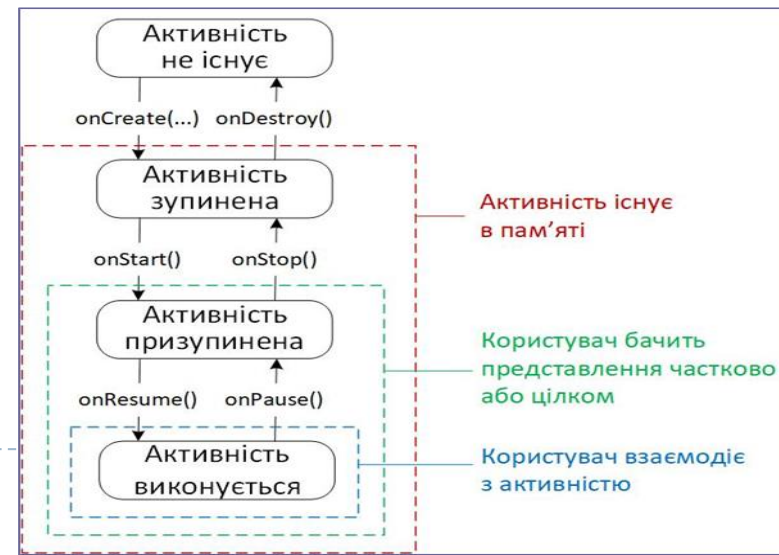 Активність
не існує
onCreate(...) onDestroy()
Активність
зупинена
Активність існує
в пам’яті
onStart() onStop()
Активність
призупинена
Користувач бачить
представлення частково
або цілком
onResume() onPause()
Активність
виконується
Користувач взаємодіє
з активністю